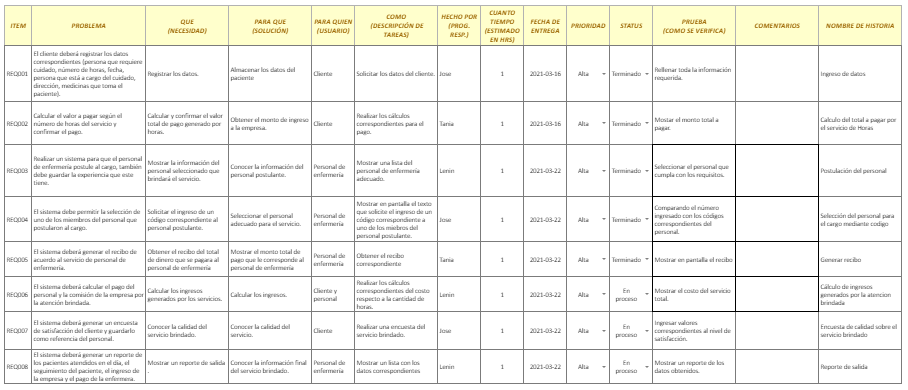 ITEM
PROBLEMA
QUE
(NECESIDAD)
PARA QUE
(SOLUCIÓN)
PARA QUIEN
(USUARIO)
COMO
(DESCRIPCIÓN DE
TAREAS)
HECHO POR
(PROG.
RESP.)
CUANTO
TIEMPO
(ESTIMADO
EN HRS)
FECHA DE
ENTREGA
PRIORIDAD
STATUS
PRUEBA
(COMO SE VERIFICA)
COMENTARIOS
NOMBRE DE HISTORIA
REQ001
El cliente deberá registrar los datos
correspondientes (persona que requiere
cuidado, número de horas, fecha,
persona que está a cargo del cuidado,
dirección, medicinas que toma el
paciente).
Registrar los datos.
Almacenar los datos del
paciente
Cliente
Solicitar los datos del cliente.
Jose
1
2021-03-16
Alta
Terminado
Rellenar toda la información
requerida.
Ingreso de datos
REQ002
Calcular el valor a pagar según el
número de horas del servicio y
confirmar el pago.
Calcular y confirmar el valor
total de pago generado por
horas.
Obtener el monto de ingreso
a la empresa.
Cliente
Realizar los cálculos
correspondientes para el
pago.
Tania
1
2021-03-16
Alta
Terminado
Mostar el monto total a
pagar.
Calculo del total a pagar por
el servicio de Horas
REQ003
Realizar un sistema para que el personal
de enfermería postule al cargo, también
debe guardar la experiencia que este
tiene.
Mostrar la información del
personal seleccionado que
brindará el servicio.
Conocer la información del
personal postulante.
Personal de
enfermería
Mostrar una lista del
personal de enfermería
adecuado.
Lenin
1
2021-03-22
Alta
Terminado
Seleccionar el personal que
cumpla con los requisitos.
Postulación del personal
REQ004
El sistema debe permitir la selección de
uno de los miembros del personal que
postularon al cargo.
Solicitar el ingreso de un
código correspondiente al
personal postulante.
Seleccionar el personal
adecuado para el servicio.
Personal de
enfermería
Mostrar en pantalla el texto
que solicite el ingreso de un
código correspondiente a
uno de los miebros del
personal postulante.
Jose
1
2021-03-22
Alta
Terminado
Comparando el número
ingresado con los códigos
correspondientes del
personal.
Selección del personal para
el cargo mediante codigo
REQ005
El sistema deberá generar el recibo de
acuerdo al servicio de personal de
enfermería.
Obtener el recibo del total
de dinero que se pagara al
personal de enfermería
Mostrar el monto total de
pago que le corresponde al
personal de enfermería
Personal de
enfermería
Obtener el recibo
correspondiente
Tania
1
2021-03-22
Alta
Terminado
Mostrar en pantalla el recibo
Generar recibo
REQ006
El sistema deberá calcular el pago del
personal y la comisión de la empresa por
la atención brindada.
Calcular los ingresos
generados por los servicios.
Calcular los ingresos.
Cliente y
personal
Realizar los cálculos
correspondientes del costo
respecto a la cantidad de
horas.
Lenin
1
2021-03-22
Alta
En
proceso
Mostrar el costo del servicio
total.
Cálculo de ingresos
generados por la atencion
brindada
REQ007
El sistema deberá generar un encuesta
de satisfacción del cliente y guardarlo
como referencia del personal.
Conocer la calidad del
servicio brindado.
Conocer la calidad del
servicio.
Cliente
Realizar una encuesta del
servicio brindado.
Jose
1
2021-03-22
Alta
En
proceso
Ingresar valores
correspondientes al nivel de
satisfacción.
Encuesta de calidad sobre el
servicio brindado
REQ008
El sistema deberá generar un reporte de
los pacientes atendidos en el día, el
seguimiento del paciente, el ingreso de
la empresa y el pago de la enfermera.
Mostrar un reporte de salida
.
Conocer la información final
del servicio brindado.
Personal de
enfermería
Mostrar un lista con los
datos correspondientes
Lenin
1
2021-03-22
Alta
En
proceso
Mostrar un reporte de los
datos obtenidos.
Reporte de salida